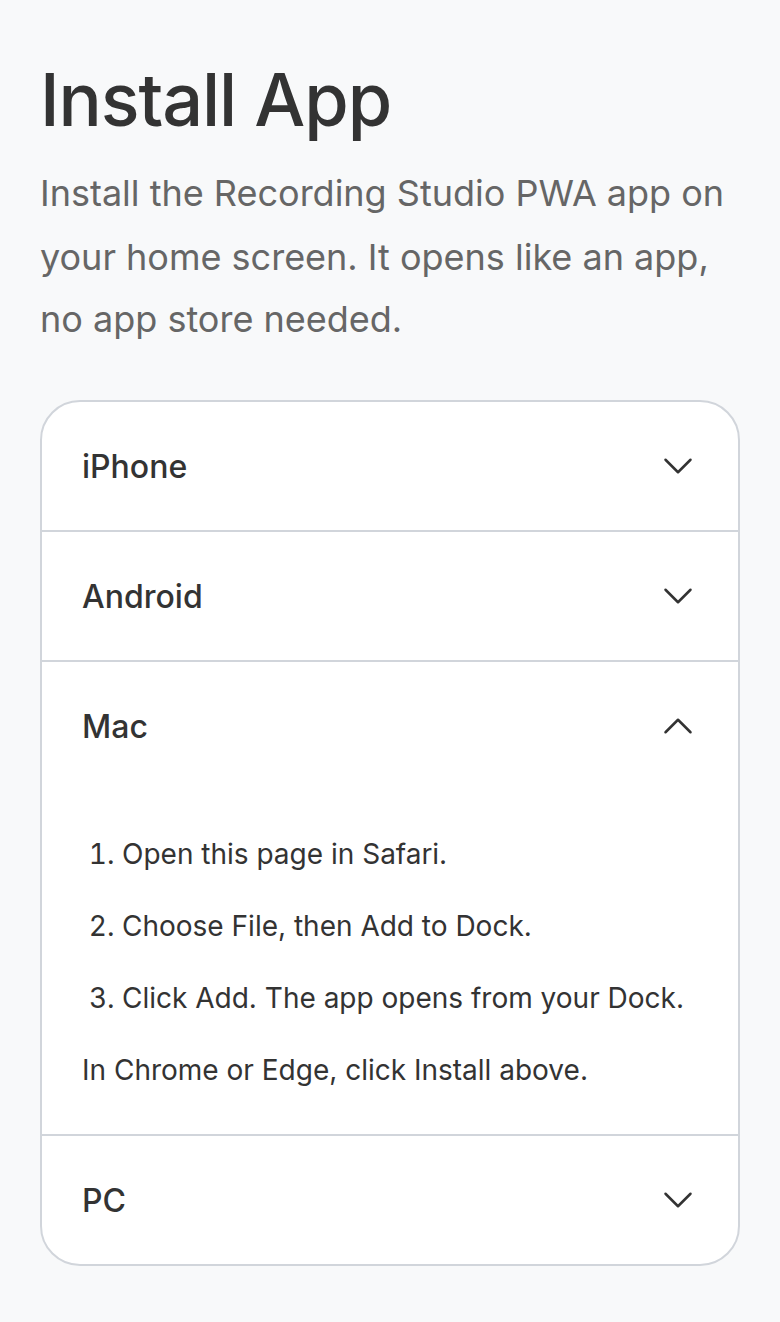 Install App
Install the Recording Studio PWA app on
your home screen. It opens like an app,
no app store needed.
iPhone
Android
Mac
1. Open this page in Safari.
2. Choose File, then Add to Dock.
3. Click Add. The app opens from your Dock.
In Chrome or Edge, click Install above.
PC